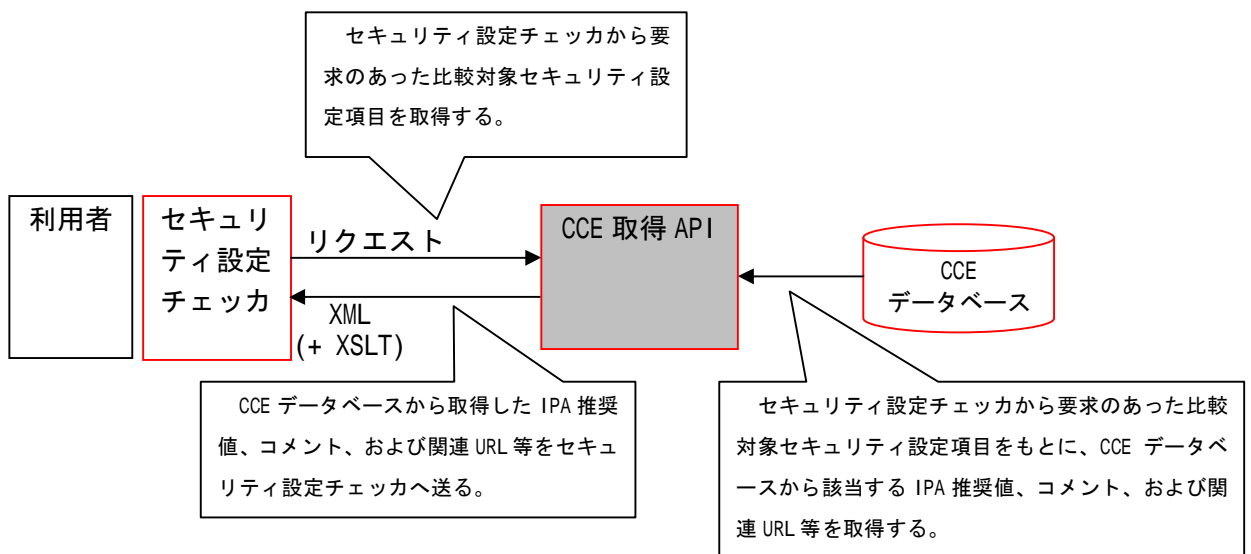 セキュリティ設定チェッカから要
求のあった比較対象セキュリティ設
定項目を取得する。
利用者
セキュリ
ティ設定
チェッカ
リクエスト
XML
(+ XSLT)
CCE 取得 API
CCE
データベース
CCE データベースから取得した IPA 推奨
値、コメント、および関連 URL 等をセキュ
リティ設定チェッカへ送る。
セキュリティ設定チェッカから要求のあった比較
対象セキュリティ設定項目をもとに、CCE データベ
ースから該当する IPA 推奨値、コメント、および関
連 URL 等を取得する。